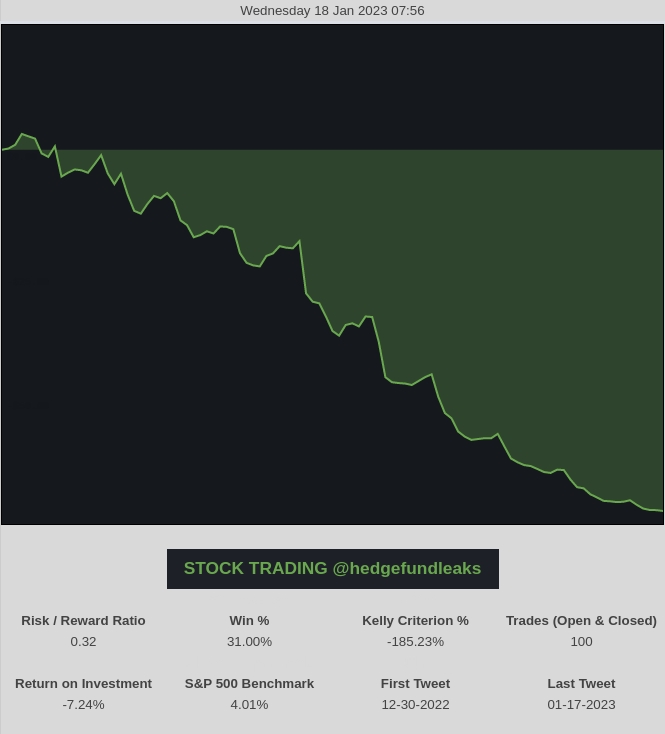 Wednesday 18 Jan 2023 07:56
STOCK TRADING @hedgefundleaks
Risk / Reward Ratio Win % Kelly Criterion % Trades (Open & Closed)
0.32 31.00% -185.23% 100
Return on Investment S&P 500 Benchmark First Tweet Last Tweet
-7.24% 4.01% 12-30-2022 01-17-2023